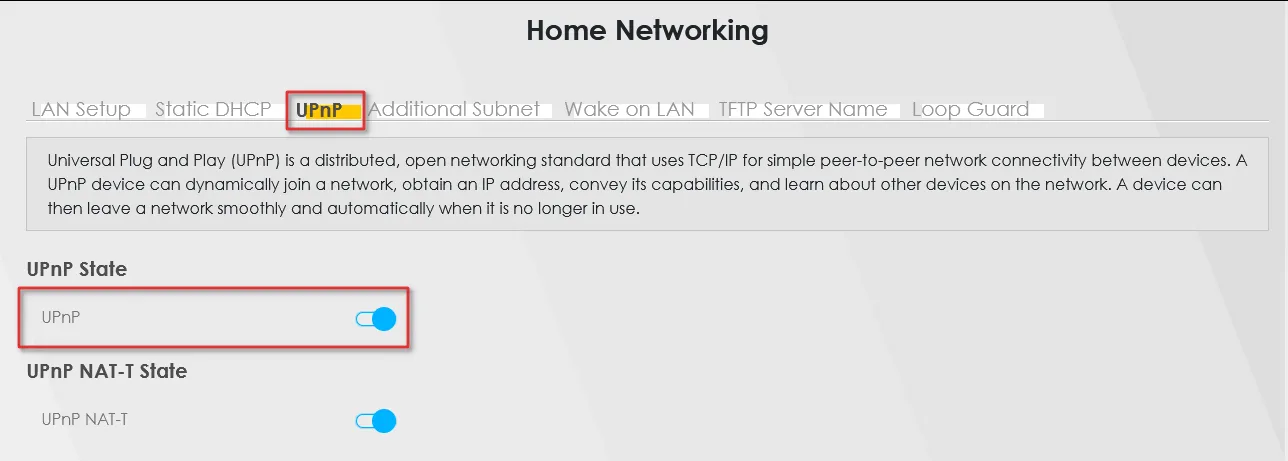 Home Networking
LAN Setup Static DHCP UPnP Additional Subnet Wake on LAN TFTP Server Name Loop Guard
Universal Plug and Play (UPnP) is a distributed, open networking standard that uses TCP/IP for simple peer-to-peer network connectivity between devices. A
UPnP device can dynamically join a network, obtain an IP address, convey its capabilities, and learn about other devices on the network. A device can
then leave a network smoothly and automatically when it is no longer in use.
UPnP State
UPnP
UPnP NAT-T State
UPnP NAT-T